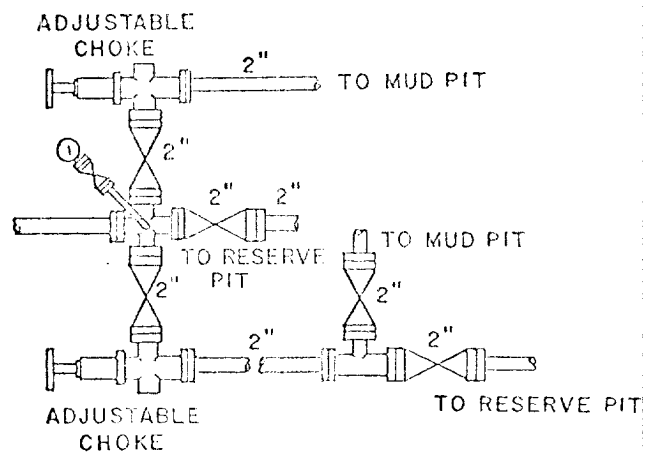 ADJUSTABLE
CHOKE
2"
TO MUD PIT
1
2"
2" 2"
TO RESERVE
PIT
TO MUD PIT
2"
2"
2"
2"
TO RESERVE PIT
ADJUSTABLE
CHOKE